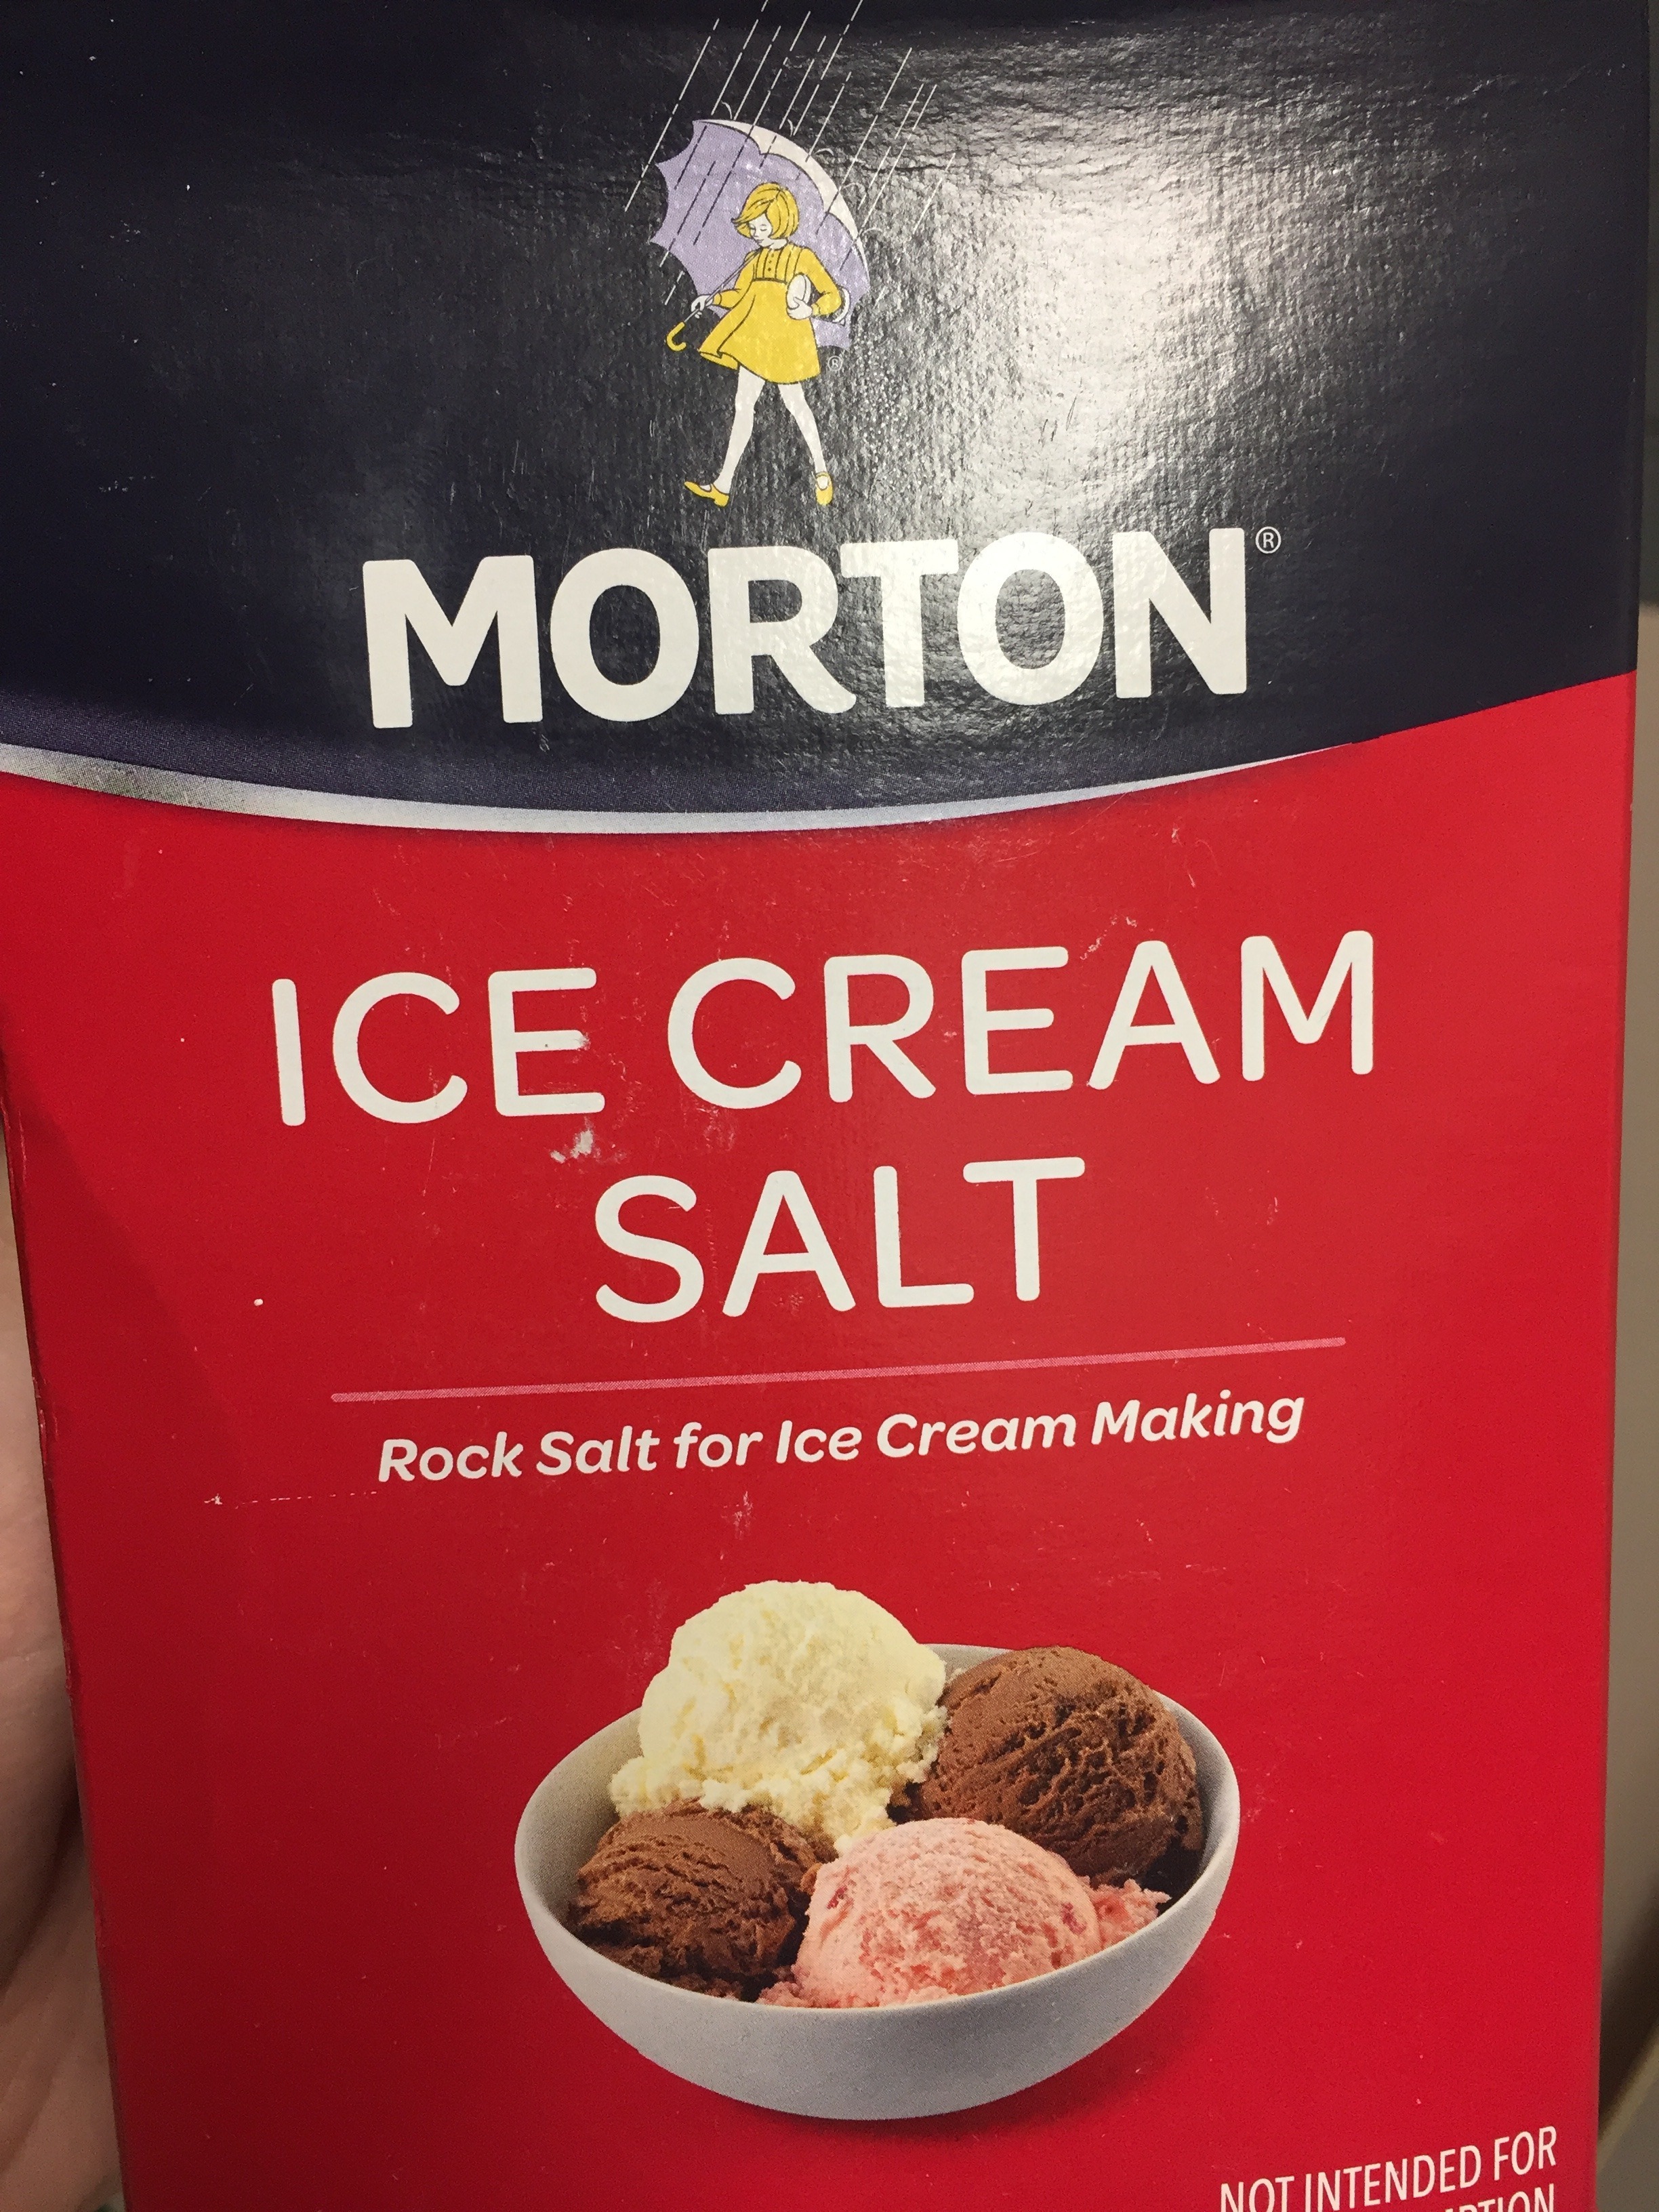 MORTON®
ICE CREAM
SALT
Rock Salt for Ice Cream Making
NOT INTENDED FOR